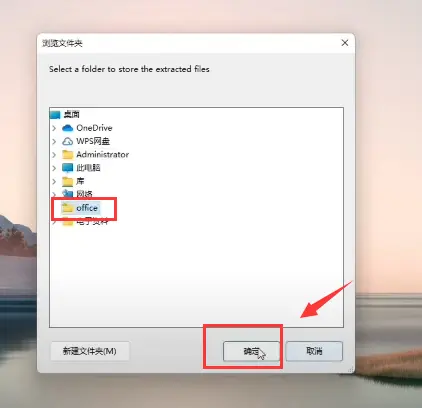 浏览文件夹
Select a folder to store the extracted files
桌面
OneDrive
WPS网盘
Administrator
此电脑
库
网络
office
电子资料
新建文件夹(M)
确定
取消